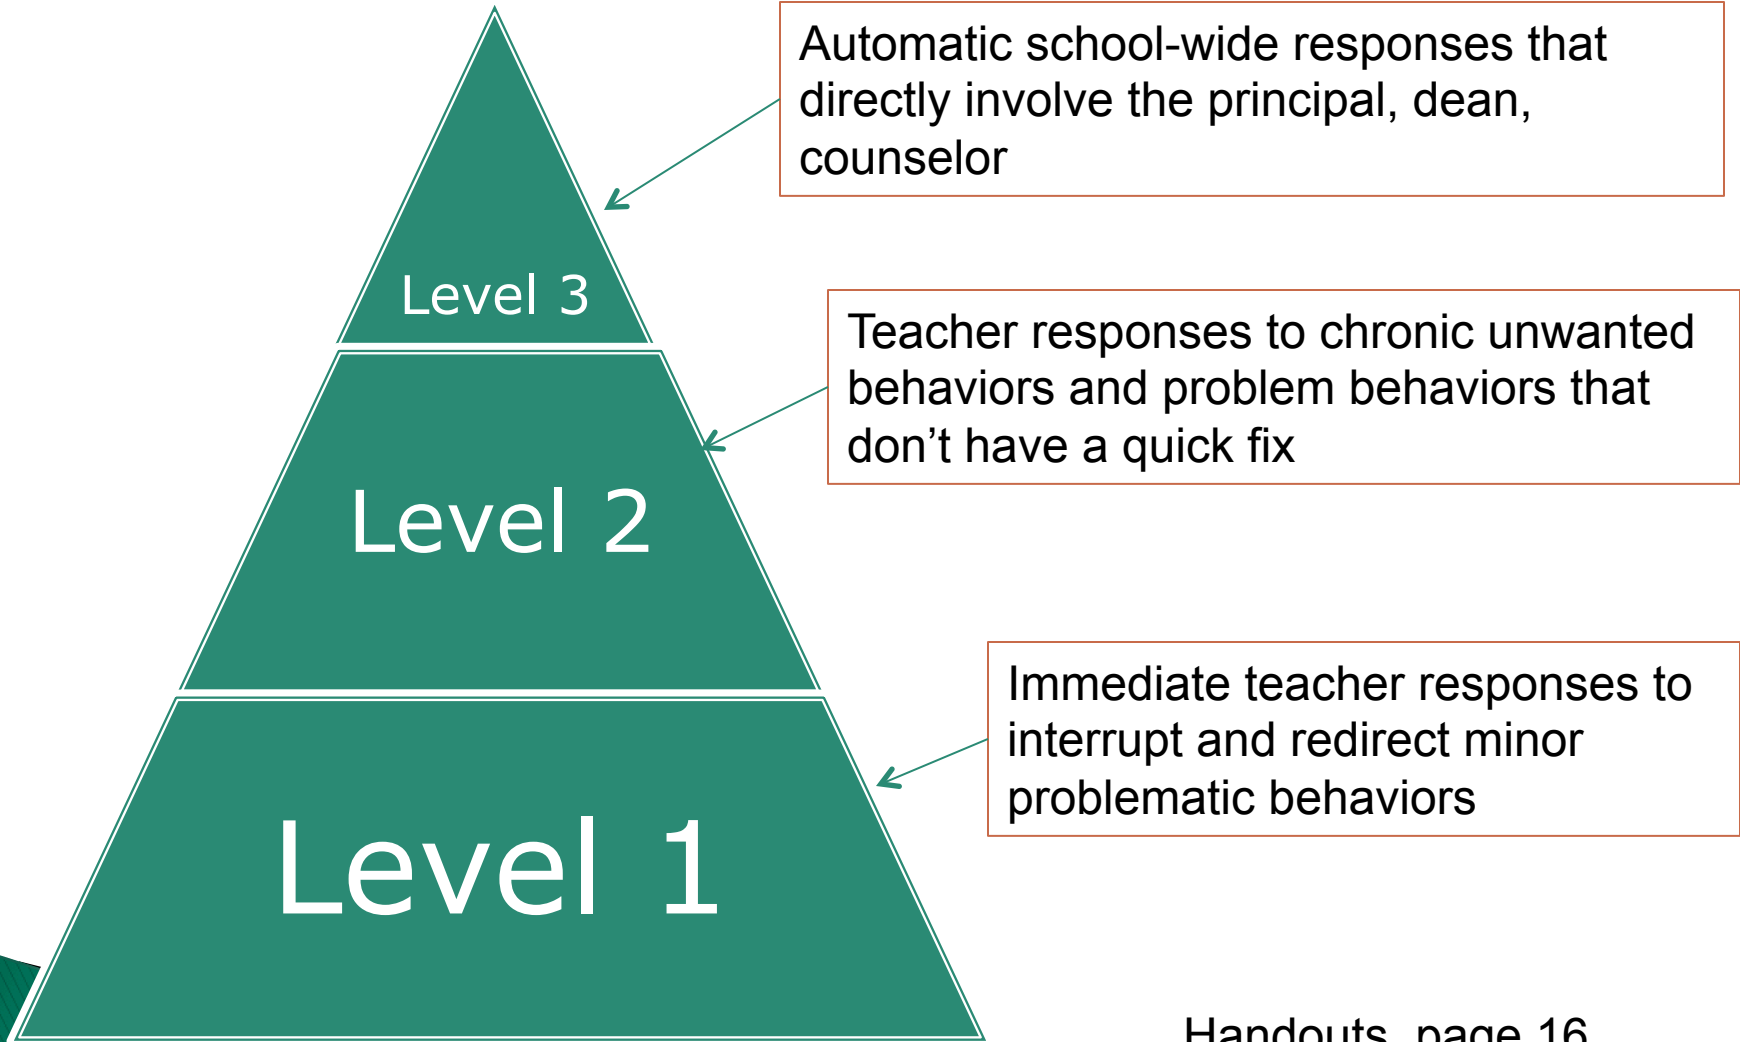 Automatic school-wide responses that
directly involve the principal, dean,
counselor
Level 3
Teacher responses to chronic unwanted
behaviors and problem behaviors that
don’t have a quick fix
Level 2
Immediate teacher responses to
interrupt and redirect minor
problematic behaviors
Level 1
Handouts, page 16